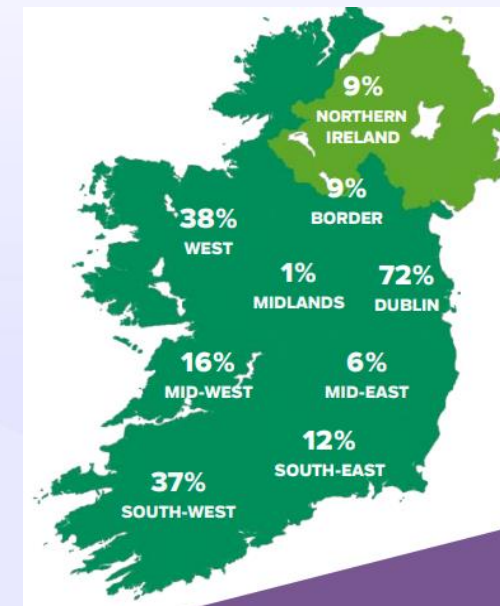 9%
NORTHERN
IRELAND
9%
BORDER
38%
WEST
1%
MIDLANDS
72%
DUBLIN
16%
MID-WEST
6%
MID-EAST
12%
SOUTH-EAST
37%
SOUTH-WEST